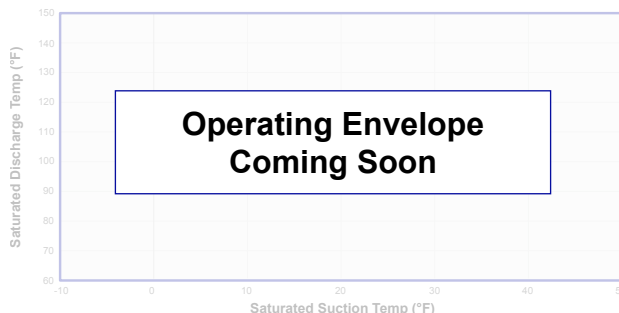 150
140
130
120
110
100
90
80
70
60
Saturated Discharge Temp (°F)
Operating Envelope
Coming Soon
-10 0 10 20 30 40 5
Saturated Suction Temp (°F)